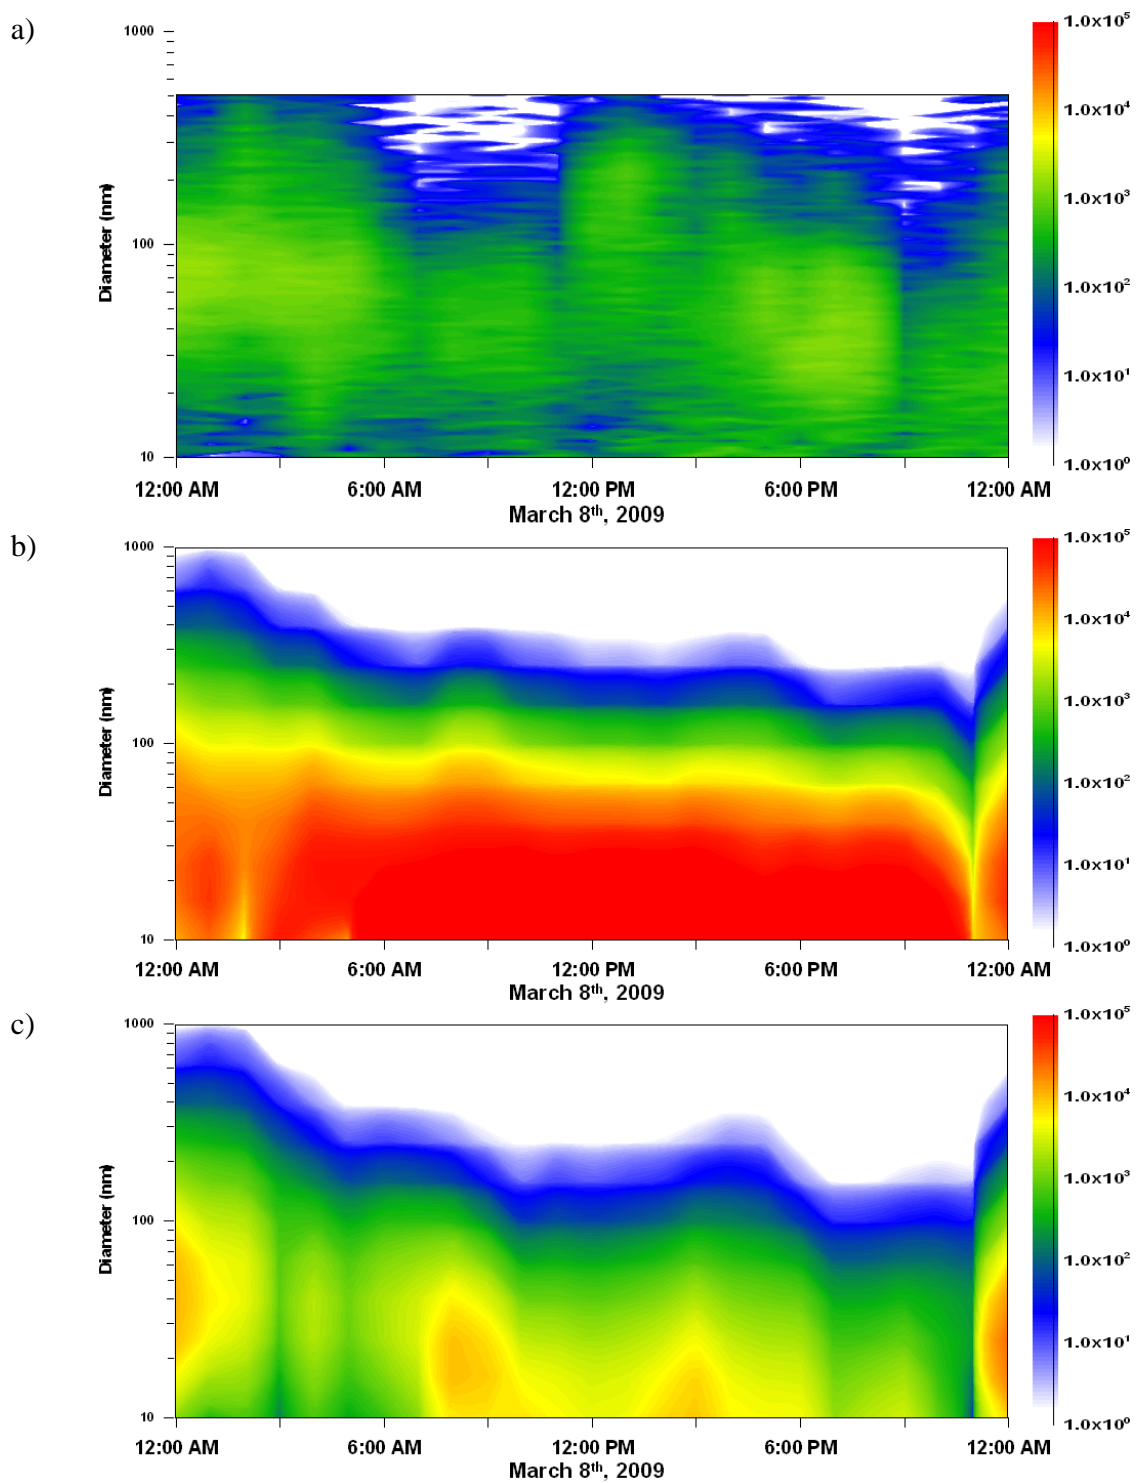 a)
1000
100
10
Diameter (nm)
12:00 AM 6:00 AM 12:00 PM 6:00 PM 12:00 AM
March 8th, 2009
1.0x10⁵
1.0x10⁴
1.0x10³
1.0x10²
1.0x10¹
1.0x10⁰
b)
1000
100
10
Diameter (nm)
12:00 AM 6:00 AM 12:00 PM 6:00 PM 12:00 AM
March 8th, 2009
1.0x10⁵
1.0x10⁴
1.0x10³
1.0x10²
1.0x10¹
1.0x10⁰
c)
1000
100
10
Diameter (nm)
12:00 AM 6:00 AM 12:00 PM 6:00 PM 12:00 AM
March 8th, 2009
1.0x10⁵
1.0x10⁴
1.0x10³
1.0x10²
1.0x10¹
1.0x10⁰